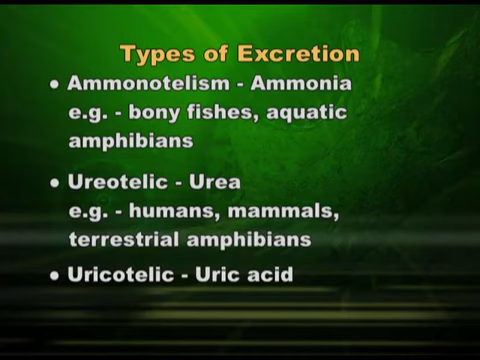 Types of Excretion
● Ammonotelism - Ammonia
e.g. - bony fishes, aquatic
amphibians
● Ureotelic - Urea
e.g. - humans, mammals,
terrestrial amphibians
● Uricotelic - Uric acid